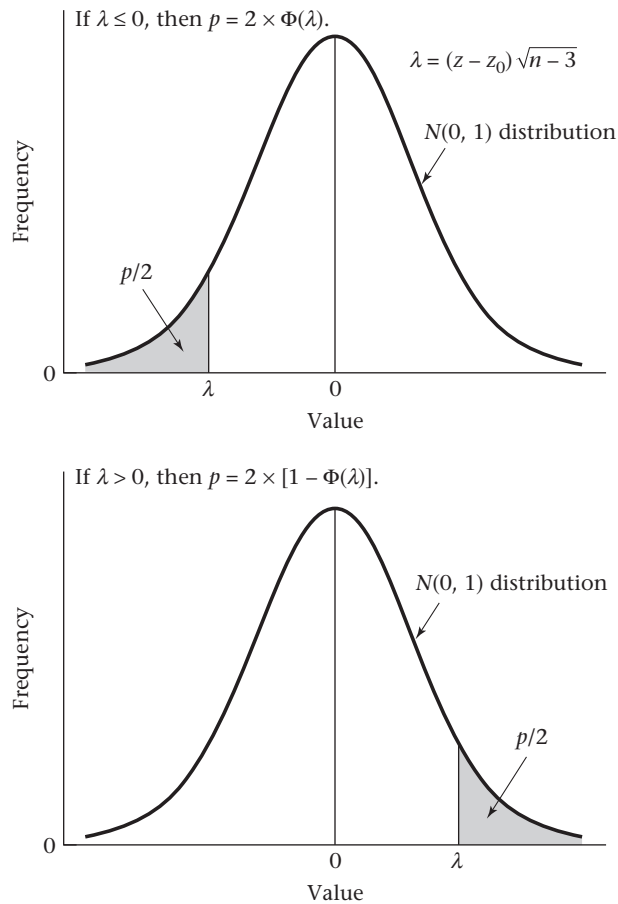 If λ ≤ 0, then p = 2 × Φ(λ).
λ = (z – z₀) √n – 3
N(0, 1) distribution
Frequency
p/2
0
λ
0
Value
If λ > 0, then p = 2 × [1 – Φ(λ)].
N(0, 1) distribution
Frequency
p/2
0
0
λ
Value